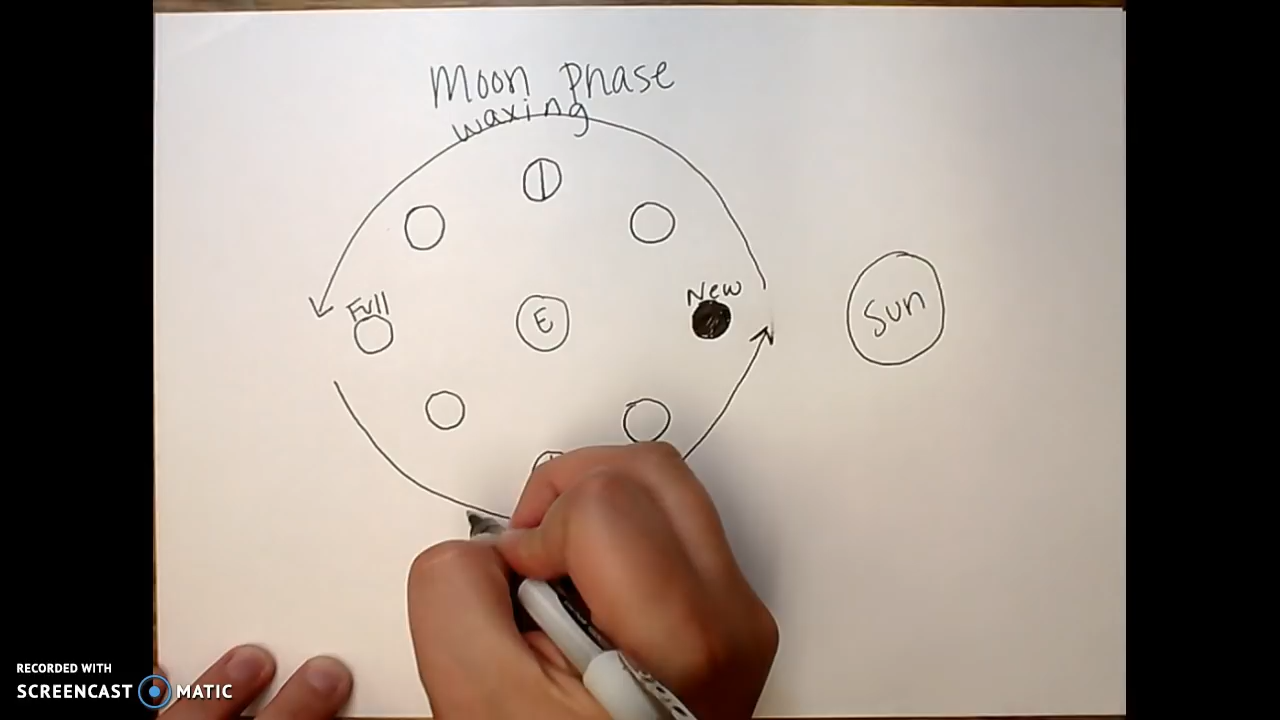 Moon Phase
waxing
Full
New
E
Sun
RECORDED WITH
SCREENCAST MATIC